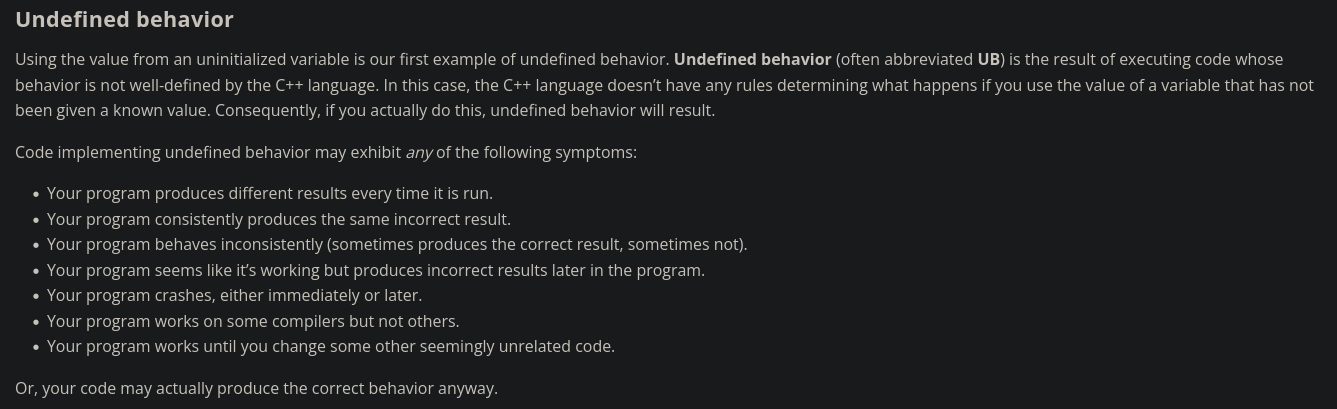 Undefined behavior
Using the value from an uninitialized variable is our first example of undefined behavior. Undefined behavior (often abbreviated UB) is the result of executing code whose
behavior is not well-defined by the C++ language. In this case, the C++ language doesn’t have any rules determining what happens if you use the value of a variable that has not
been given a known value. Consequently, if you actually do this, undefined behavior will result.
Code implementing undefined behavior may exhibit any of the following symptoms:
• Your program produces different results every time it is run.
• Your program consistently produces the same incorrect result.
• Your program behaves inconsistently (sometimes produces the correct result, sometimes not).
• Your program seems like it’s working but produces incorrect results later in the program.
• Your program crashes, either immediately or later.
• Your program works on some compilers but not others.
• Your program works until you change some other seemingly unrelated code.
Or, your code may actually produce the correct behavior anyway.